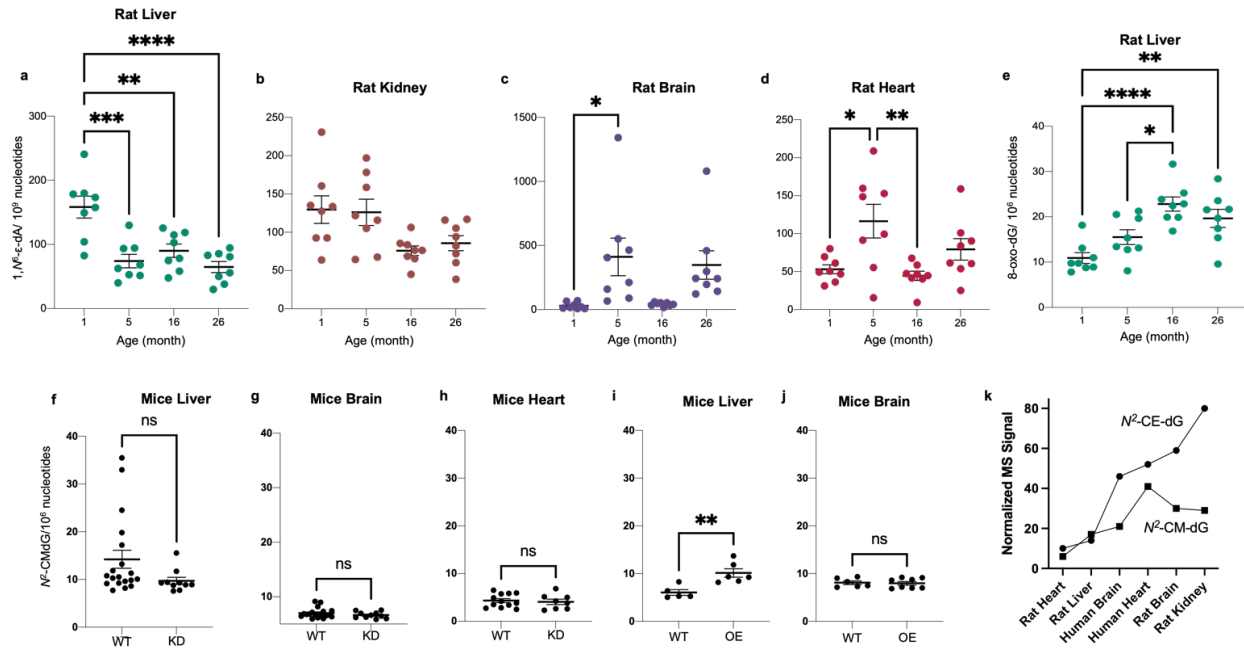 Rat Liver
****
**
***
a
1,N⁶-ε-dA/ 10⁹ nucleotides
300
200
100
0
1 5 16 26
Age (month)
b
Rat Kidney
250
200
150
100
50
0
1 5 16 26
Age (month)
c
Rat Brain
*
1500
1000
500
0
1 5 16 26
Age (month)
d
Rat Heart
* **
250
200
150
100
50
0
1 5 16 26
Age (month)
Rat Liver
e
**
****
*
8-oxo-dG/ 10⁶ nucleotides
40
30
20
10
0
1 5 16 26
Age (month)
f
Mice Liver
ns
N²-CMdG/10⁶ nucleotides
40
30
20
10
0
WT KD
g
Mice Brain
ns
40
30
20
10
WT KD
h
Mice Heart
ns
40
30
20
10
0
WT KD
i
Mice Liver
**
40
30
20
10
0
WT OE
j
Mice Brain
ns
40
30
20
10
0
WT OE
k
Normalized MS Signal
80
60
40
20
0
N²-CE-dG
N²-CM-dG
Rat Heart
Rat Liver
Human Brain
Human Heart
Rat Brain
Rat Kidney